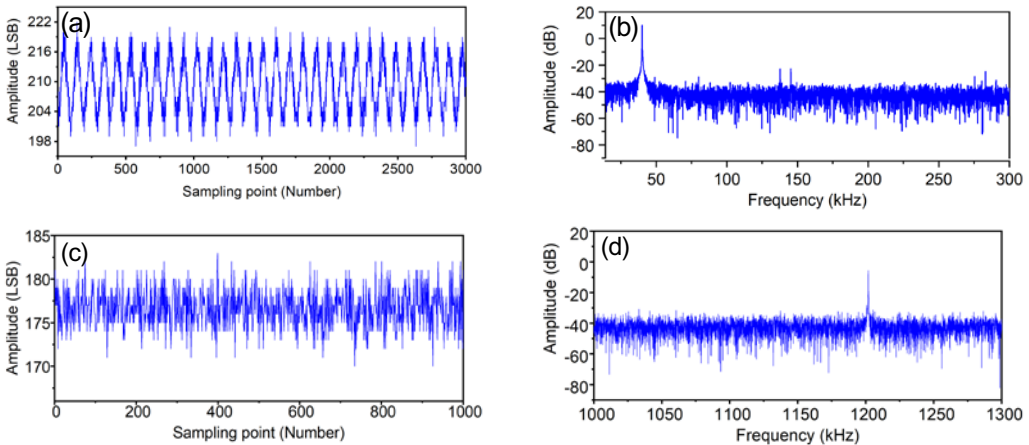 (a)
Amplitude (LSB)
222
216
210
204
198
0 500 1000 1500 2000 2500 3000
Sampling point (Number)
(b)
Amplitude (dB)
20
0
-20
-40
-60
-80
50 100 150 200 250 300
Frequency (kHz)
(c)
Amplitude (LSB)
185
180
175
170
0 200 400 600 800 1000
Sampling point (Number)
(d)
Amplitude (dB)
20
0
-20
-40
-60
-80
1000 1050 1100 1150 1200 1250 1300
Frequency (kHz)